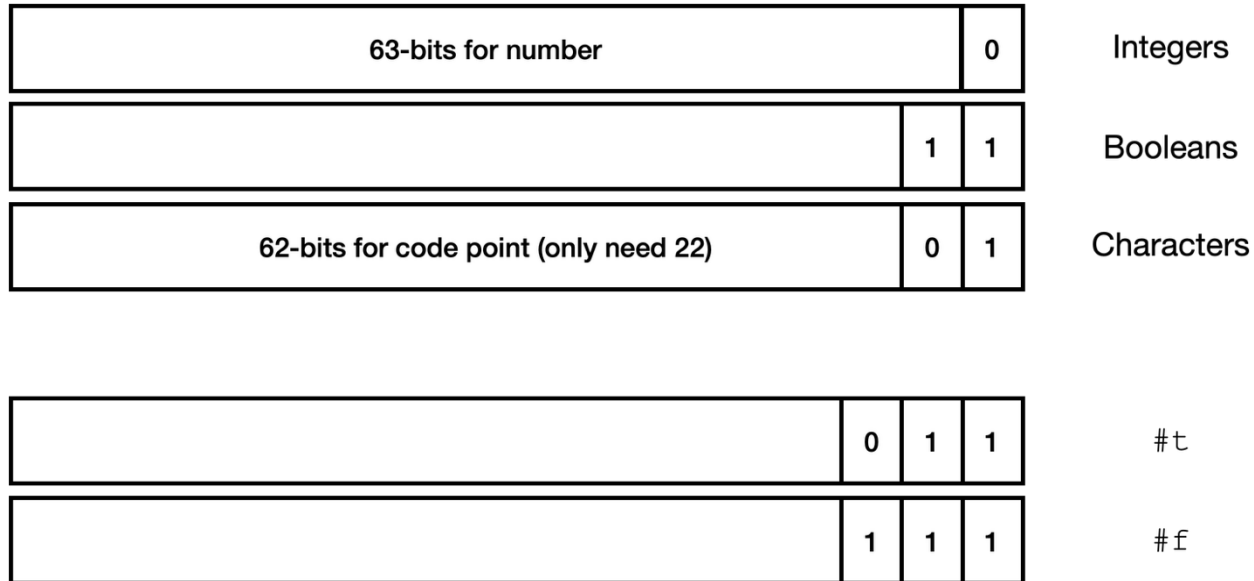 63-bits for number 0 Integers
1 1 Booleans
62-bits for code point (only need 22) 0 1 Characters
0 1 1 #t
1 1 1 #f